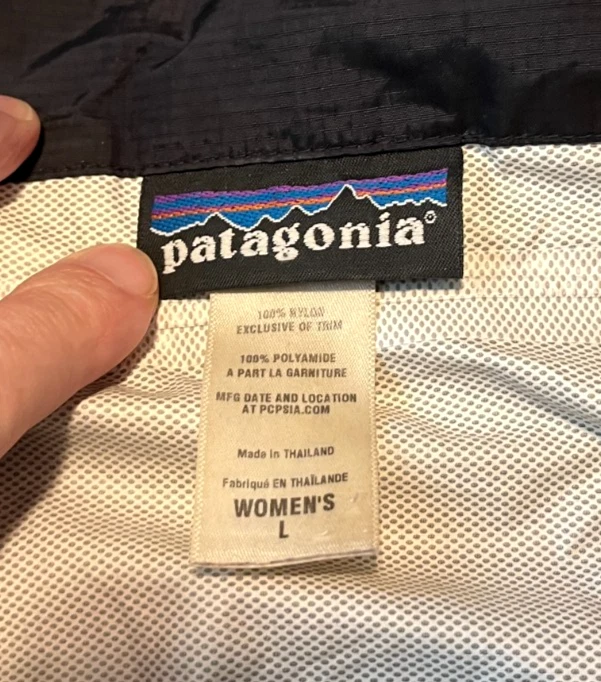 patagonia®
100% NYLON
EXCLUSIVE OF TRIM
100% POLYAMIDE
A PART LA GARNITURE
MFG DATE AND LOCATION
AT PCPSIA.COM
Made in THAILAND
Fabriqué EN THAÏLANDE
WOMEN'S
L